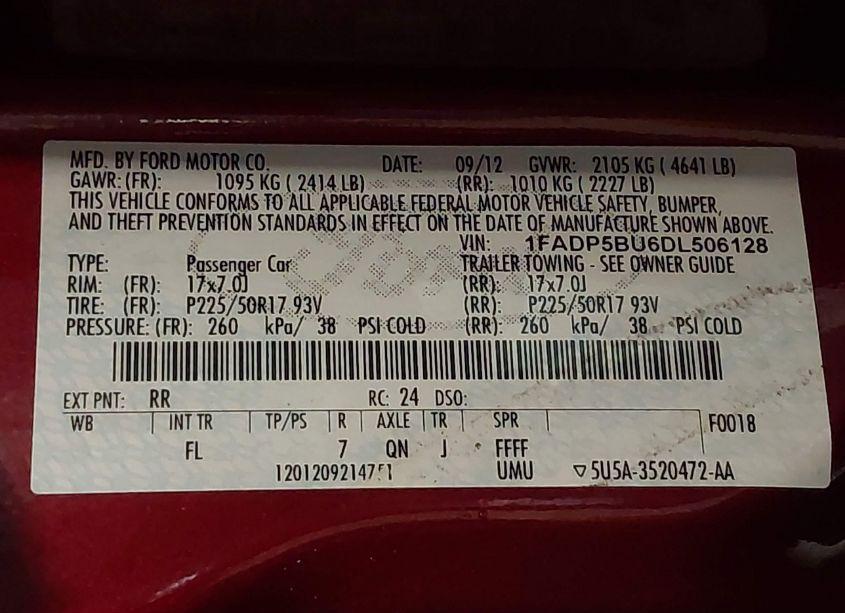 MFD. BY FORD MOTOR CO. DATE: 09/12 GVWR: 2105 KG ( 4641 LB)
GAWR: (FR): 1095 KG ( 2414 LB) (RR): 1010 KG ( 2227 LB)
THIS VEHICLE CONFORMS TO ALL APPLICABLE FEDERAL MOTOR VEHICLE SAFETY, BUMPER,
AND THEFT PREVENTION STANDARDS IN EFFECT ON THE DATE OF MANUFACTURE SHOWN ABOVE.
VIN: 1FADP5BU6DL506128
TYPE: Passenger Car TRAILER TOWING - SEE OWNER GUIDE
RIM: (FR): 17x7.0J (RR): 17x7.0J
TIRE: (FR): P225/50R17 93V (RR): P225/50R17 93V
PRESSURE: (FR): 260 kPa/ 38 PSI COLD (RR): 260 kPa/ 38 PSI COLD
EXT PNT: RR RC: 24 DSO:
WB INT TR TP/PS R AXLE TR SPR F0018
FL 7 QN J FFFF
UMU ▽5U5A-3520472-AA